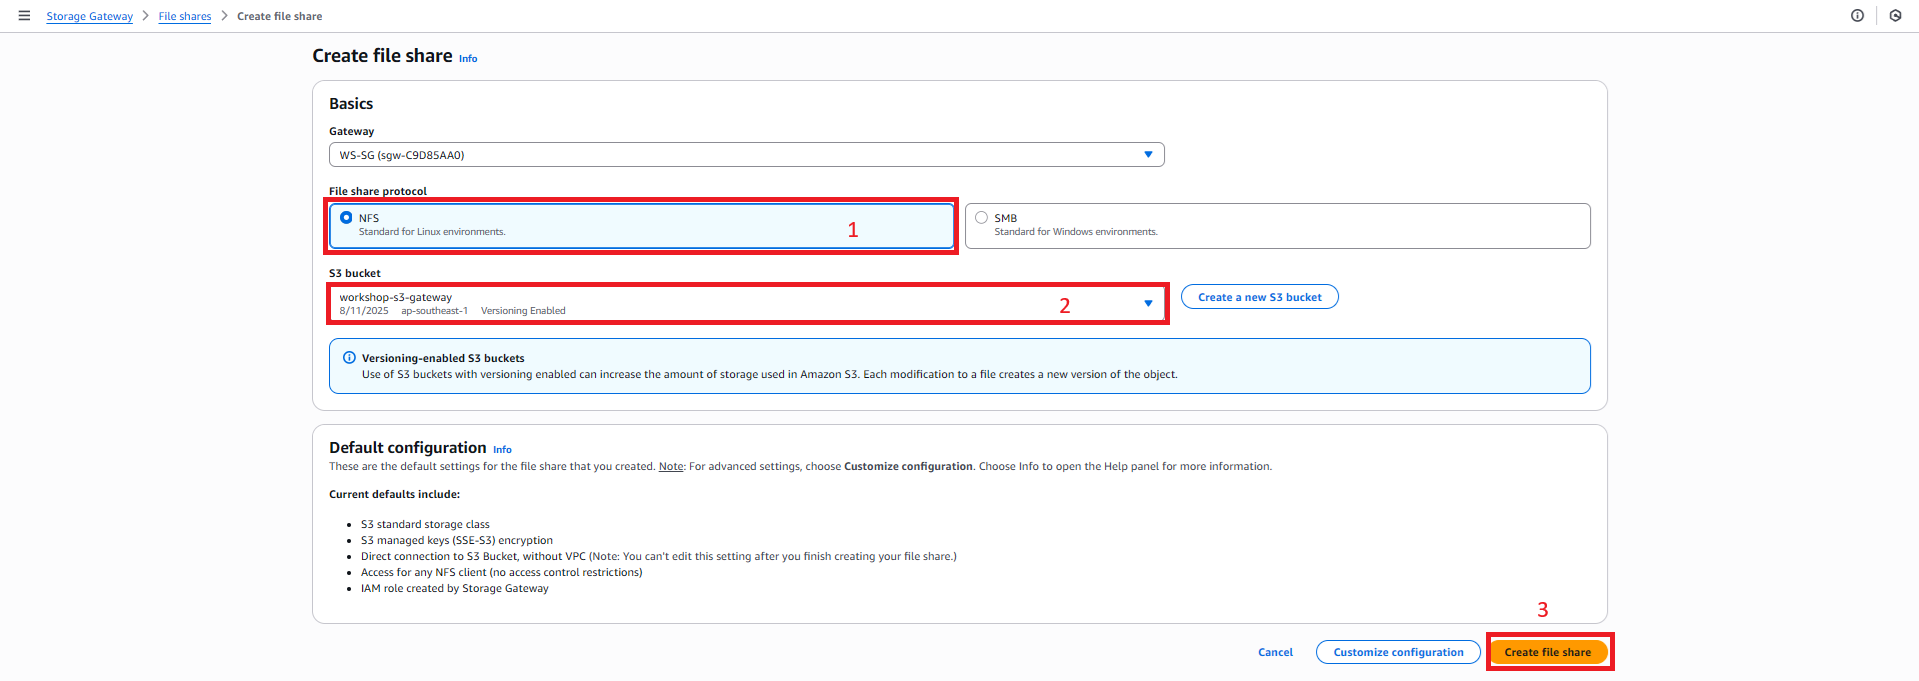 Storage Gateway > File shares > Create file share
Create file share Info
Basics
Gateway
WS-SG (sgw-C9D85AA0)
File share protocol
NFS
Standard for Linux environments.
1
SMB
Standard for Windows environments.
S3 bucket
workshop-s3-gateway
8/11/2025 ap-southeast-1 Versioning Enabled
2
Create a new S3 bucket
Versioning-enabled S3 buckets
Use of S3 buckets with versioning enabled can increase the amount of storage used in Amazon S3. Each modification to a file creates a new version of the object.
Default configuration Info
These are the default settings for the file share that you created. Note: For advanced settings, choose Customize configuration. Choose Info to open the Help panel for more information.
Current defaults include:
• S3 standard storage class
• S3 managed keys (SSE-S3) encryption
• Direct connection to S3 Bucket, without VPC (Note: You can't edit this setting after you finish creating your file share.)
• Access for any NFS client (no access control restrictions)
• IAM role created by Storage Gateway
3
Cancel Customize configuration Create file share